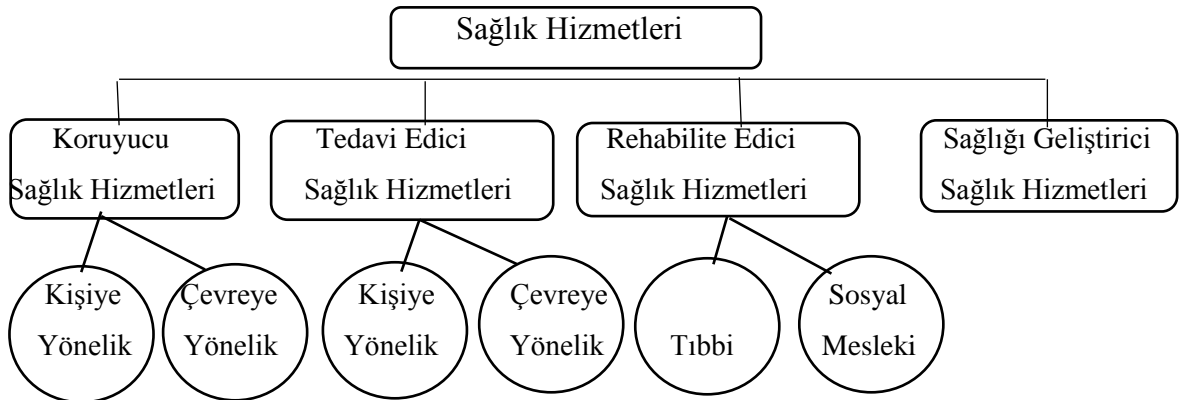 Sağlık Hizmetleri
Koruyucu
Sağlık Hizmetleri
Tedavi Edici
Sağlık Hizmetleri
Rehabilite Edici
Sağlık Hizmetleri
Sağlığı Geliştirici
Sağlık Hizmetleri
Kişiye
Yönelik
Çevreye
Yönelik
Kişiye
Yönelik
Çevreye
Yönelik
Tıbbi
Sosyal
Mesleki